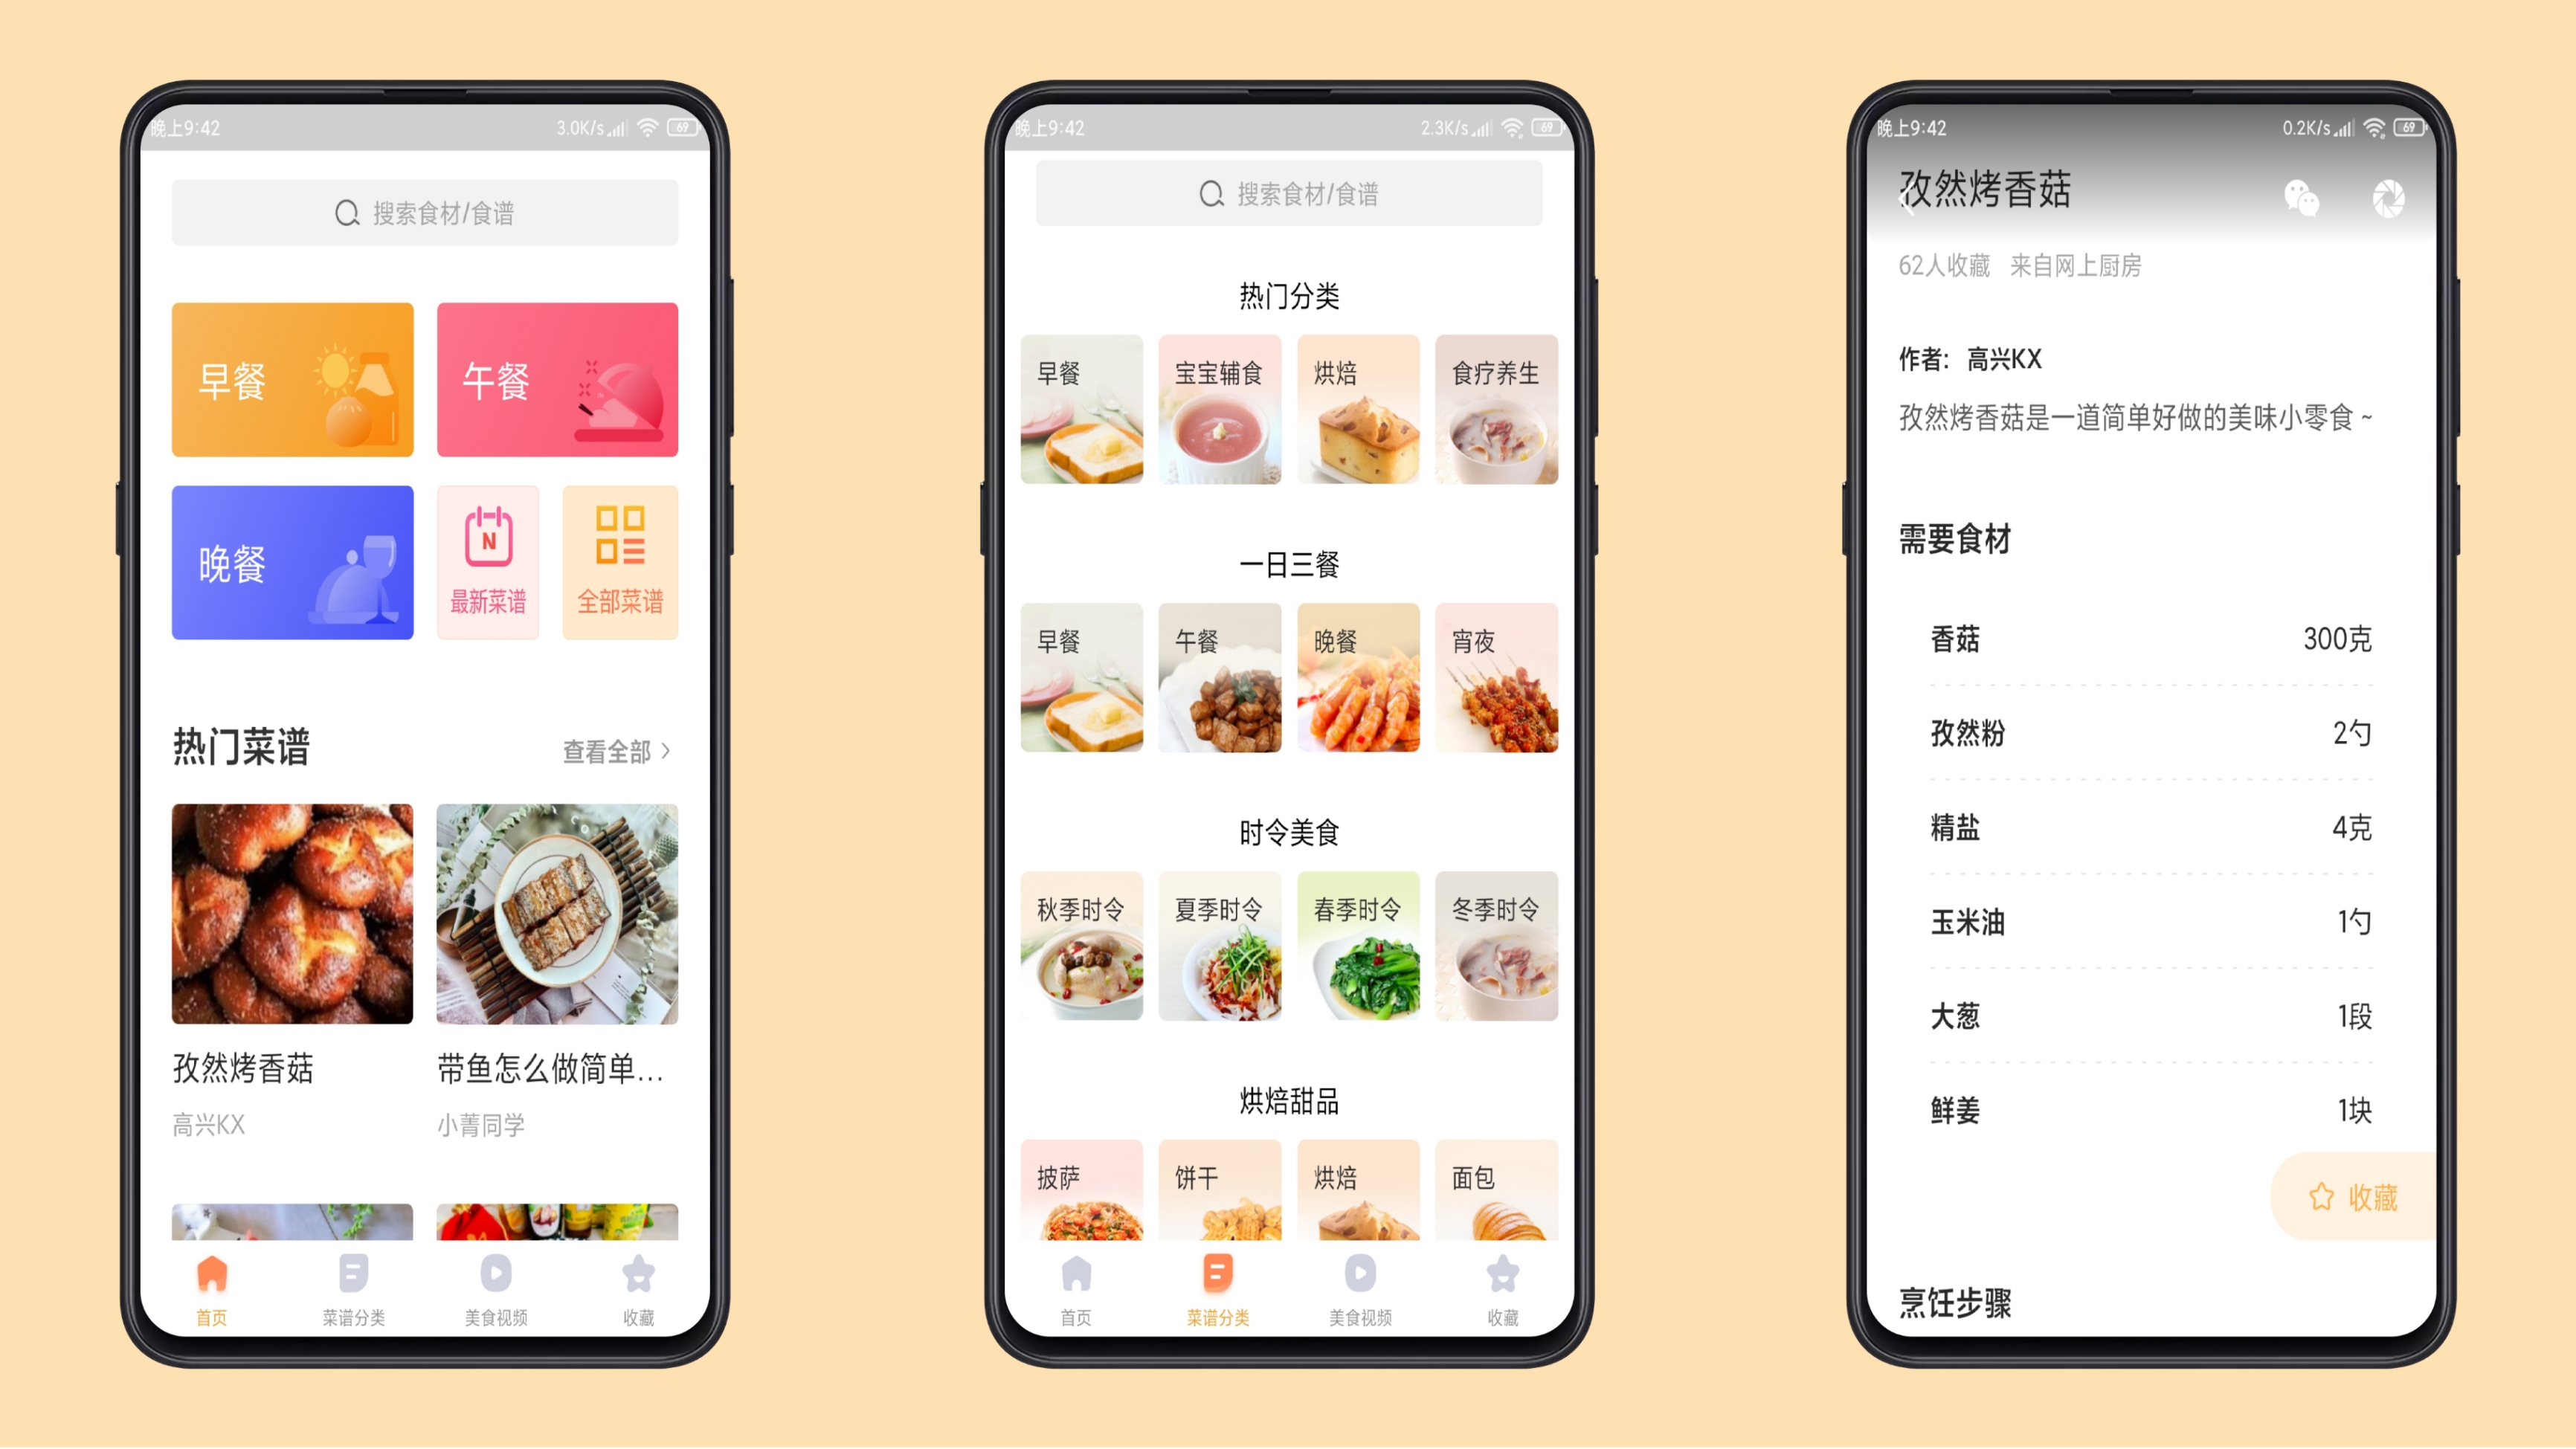 晚上9:42
3.0K/s
69
搜索食材/食谱
早餐
午餐
晚餐
N
最新菜谱
全部菜谱
热门菜谱
查看全部
孜然烤香菇
带鱼怎么做简单...
高兴KX
小菁同学
首页
菜谱分类
美食视频
收藏
晚上9:42
2.3K/s
69
搜索食材/食谱
热门分类
早餐
宝宝辅食
烘焙
食疗养生
一日三餐
早餐
午餐
晚餐
宵夜
时令美食
秋季时令
夏季时令
春季时令
冬季时令
烘焙甜品
披萨
饼干
烘焙
面包
首页
菜谱分类
美食视频
收藏
晚上9:42
0.2K/s
69
孜然烤香菇
62人收藏 来自网上厨房
作者: 高兴KX
孜然烤香菇是一道简单好做的美味小零食 ~
需要食材
香菇 300克
孜然粉 2勺
精盐 4克
玉米油 1勺
大葱 1段
鲜姜 1块
收藏
烹饪步骤